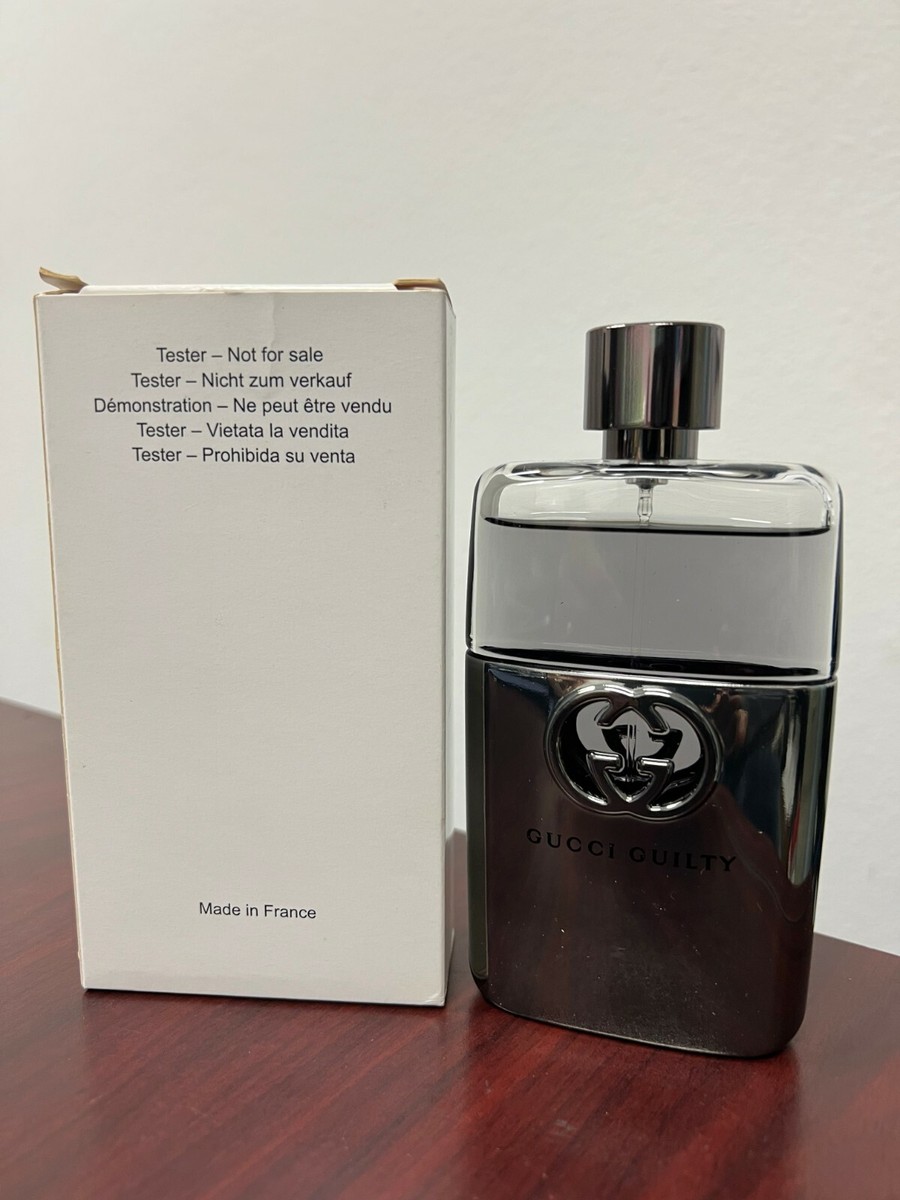 Tester – Not for sale
Tester – Nicht zum verkauf
Démonstration – Ne peut être vendu
Tester – Vietata la vendita
Tester – Prohibida su venta
Made in France
GUCCI GUILTY